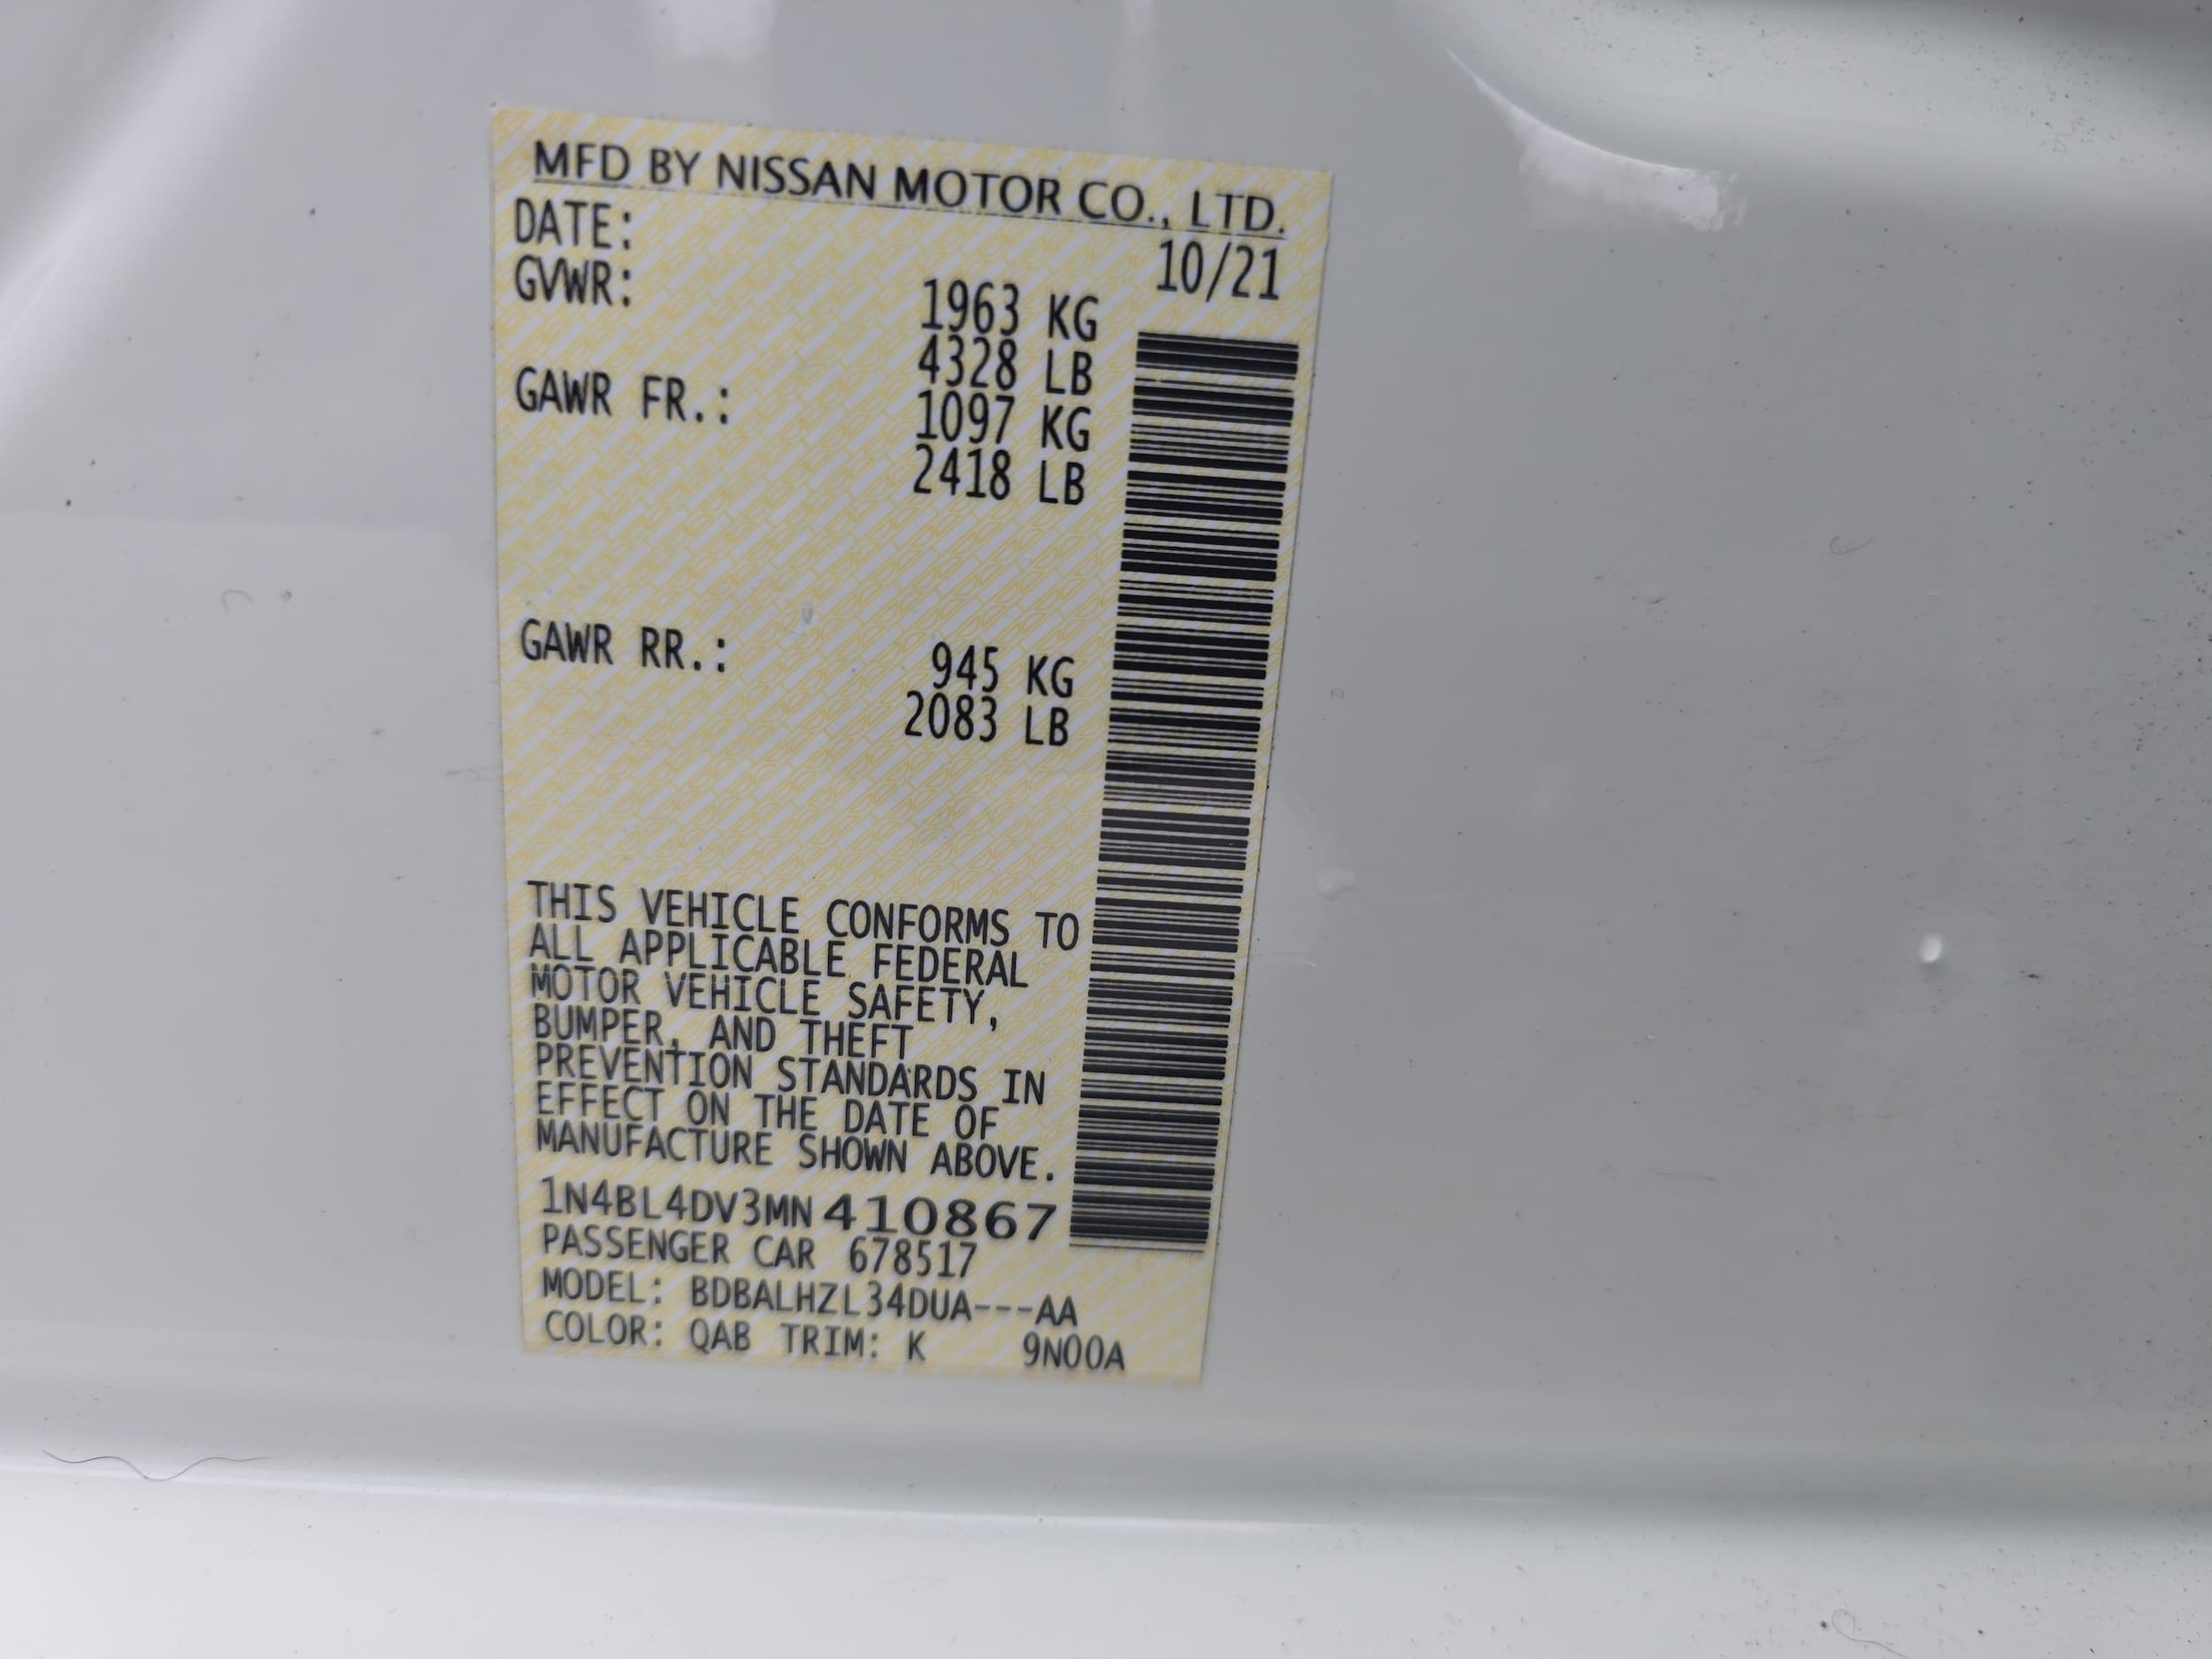 MFD BY NISSAN MOTOR CO., LTD.
DATE: 10/21
GVWR: 1963 KG
4328 LB
GAWR FR.: 1097 KG
2418 LB
GAWR RR.: 945 KG
2083 LB
THIS VEHICLE CONFORMS TO
ALL APPLICABLE FEDERAL
MOTOR VEHICLE SAFETY,
BUMPER, AND THEFT
PREVENTION STANDARDS IN
EFFECT ON THE DATE OF
MANUFACTURE SHOWN ABOVE.
1N4BL4DV3MN410867
PASSENGER CAR 678517
MODEL: BDBALHZL34DUA---AA
COLOR: QAB TRIM: K 9N00A